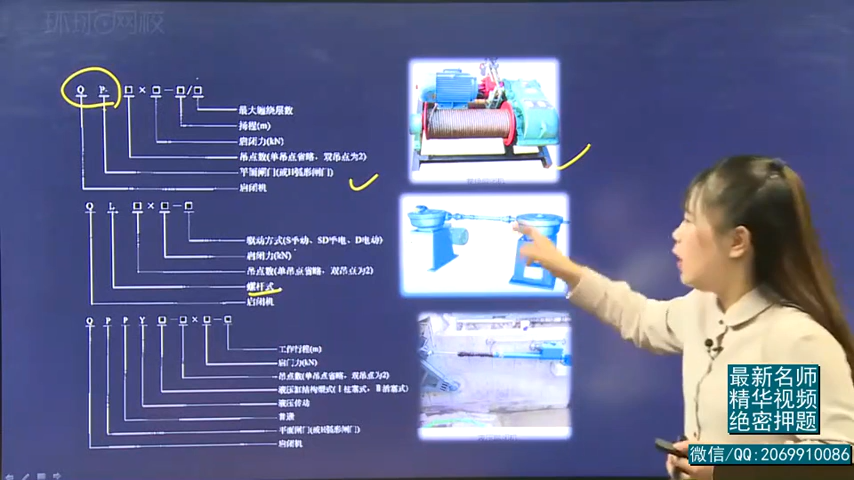 环球网校
Q P □×□-□/□
最大缠绕层数
扬程(m)
启闭力(kN)
吊点数(单吊点省略，双吊点为2)
平面闸门(或H弧形闸门)
启闭机
Q L □×□-□
驱动方式(S手动、SD手电、D电动)
启闭力(kN)
吊点数(单吊点省略，双吊点为2)
螺杆式
启闭机
Q P P Y □-□×□-□
工作行程(m)
启门力(kN)
吊点数(单吊点省略，双吊点为2)
液压缸结构型式(Ⅰ柱塞式，Ⅱ活塞式)
液压传动
普通
平面闸门(或H弧形闸门)
启闭机
最新名师
精华视频
绝密押题
微信/QQ:2069910086